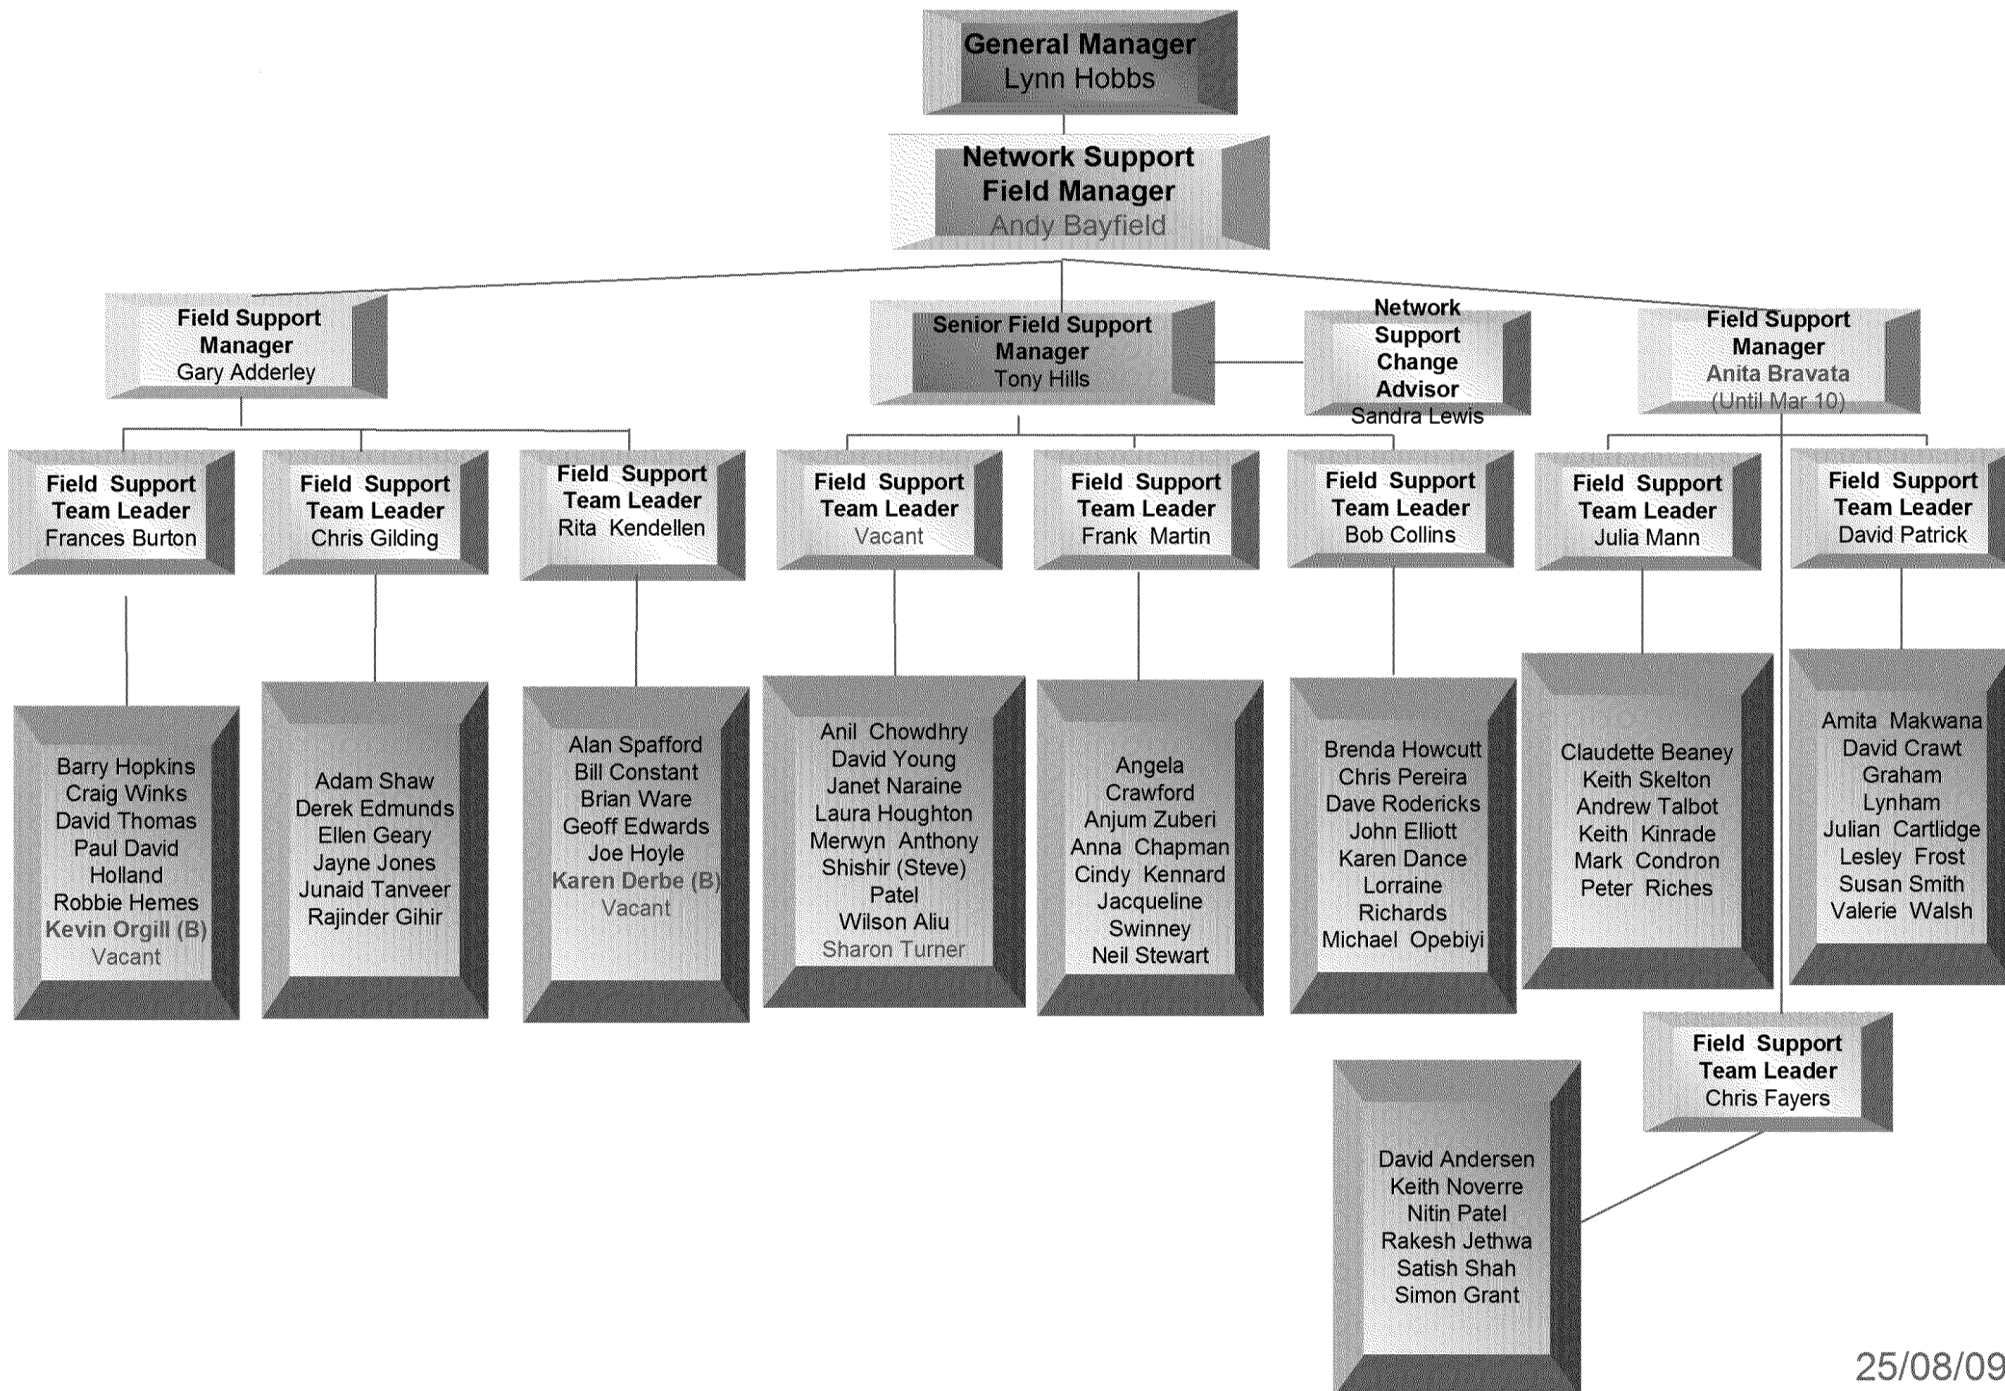 General Manager
Lynn Hobbs
Network Support
Field Manager
Andy Bayfield
Field Support
Manager
Gary Adderley
Senior Field Support
Manager
Tony Hills
Network
Support
Change
Advisor
Sandra Lewis
Field Support
Manager
Anita Bravata
(Until Mar 10)
Field Support
Team Leader
Frances Burton
Field Support
Team Leader
Chris Gilding
Field Support
Team Leader
Rita Kendellen
Field Support
Team Leader
Vacant
Field Support
Team Leader
Frank Martin
Field Support
Team Leader
Bob Collins
Field Support
Team Leader
Julia Mann
Field Support
Team Leader
David Patrick
Barry Hopkins
Craig Winks
David Thomas
Paul David
Holland
Robbie Hemes
Kevin Orgill (B)
Vacant
Adam Shaw
Derek Edmunds
Ellen Geary
Jayne Jones
Junaid Tanveer
Rajinder Gihir
Alan Spafford
Bill Constant
Brian Ware
Geoff Edwards
Joe Hoyle
Karen Derbe (B)
Vacant
Anil Chowdhry
David Young
Janet Naraine
Laura Houghton
Merwyn Anthony
Shishir (Steve)
Patel
Wilson Aliu
Sharon Turner
Angela
Crawford
Anjum Zuberi
Anna Chapman
Cindy Kennard
Jacqueline
Swinney
Neil Stewart
Brenda Howcutt
Chris Pereira
Dave Rodericks
John Elliott
Karen Dance
Lorraine
Richards
Michael Opebiyi
Claudette Beaney
Keith Skelton
Andrew Talbot
Keith Kinrade
Mark Condron
Peter Riches
Amita Makwana
David Crawt
Graham
Lynham
Julian Cartlidge
Lesley Frost
Susan Smith
Valerie Walsh
Field Support
Team Leader
Chris Fayers
David Andersen
Keith Noverre
Nitin Patel
Rakesh Jethwa
Satish Shah
Simon Grant
25/08/09